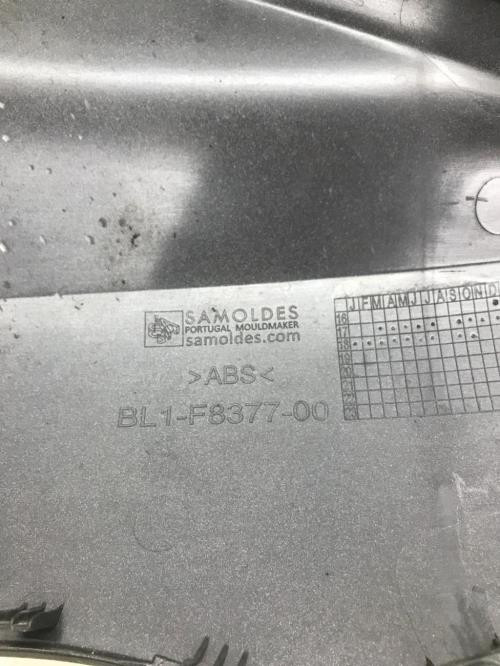 SAMOLDES
PORTUGAL MOULDMAKER
samoldes.com
>ABS<
BL1-F8377-00
J F M A M J J A S O N D
16
17
18
19
20
21
22
23